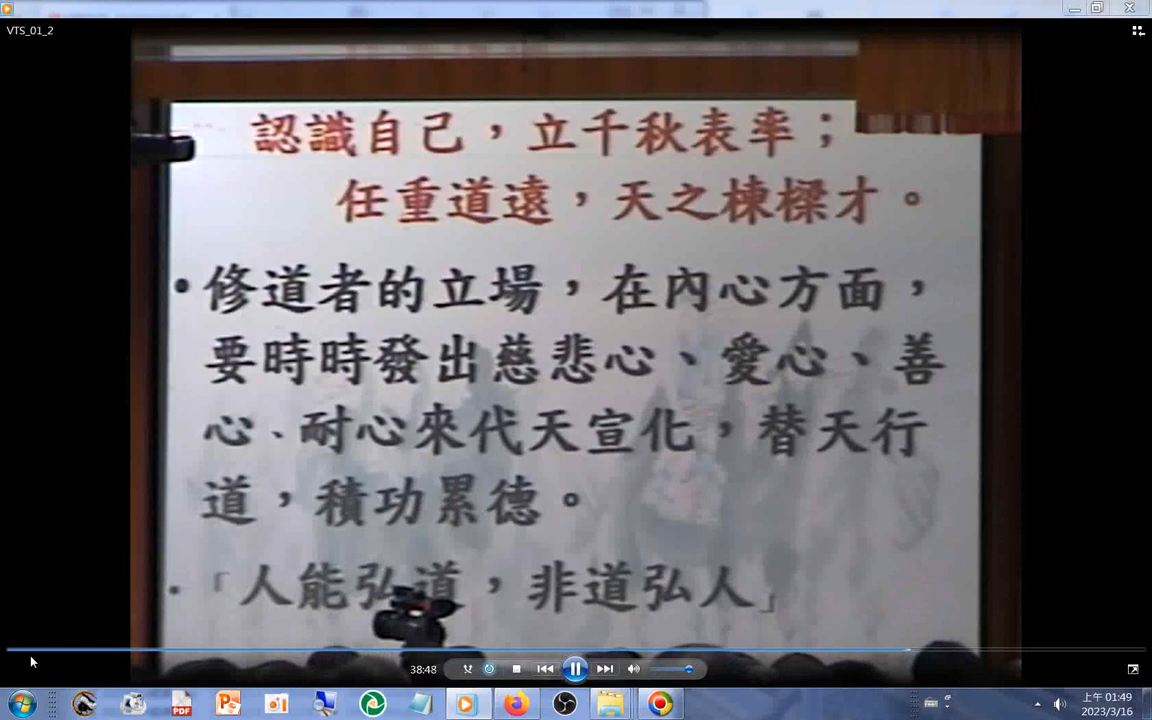 VTS_01_2
認識自己，立千秋表率；
任重道遠，天之棟樑才。
•修道者的立場，在內心方面，
要時時發出慈悲心、愛心、善
心、耐心來代天宣化，替天行
道，積功累德。
•「人能弘道，非道弘人」
38:48
PDF
上午 01:49
2023/3/16